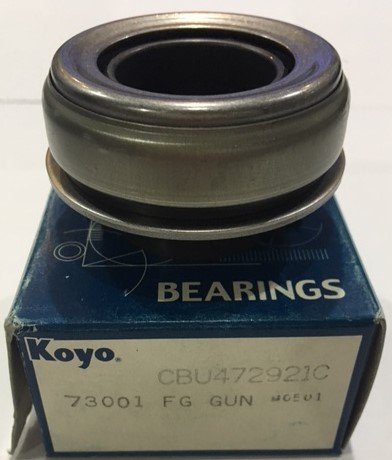 BEARINGS
Koyo.
CBU472921C
73001 FG GUN M0501